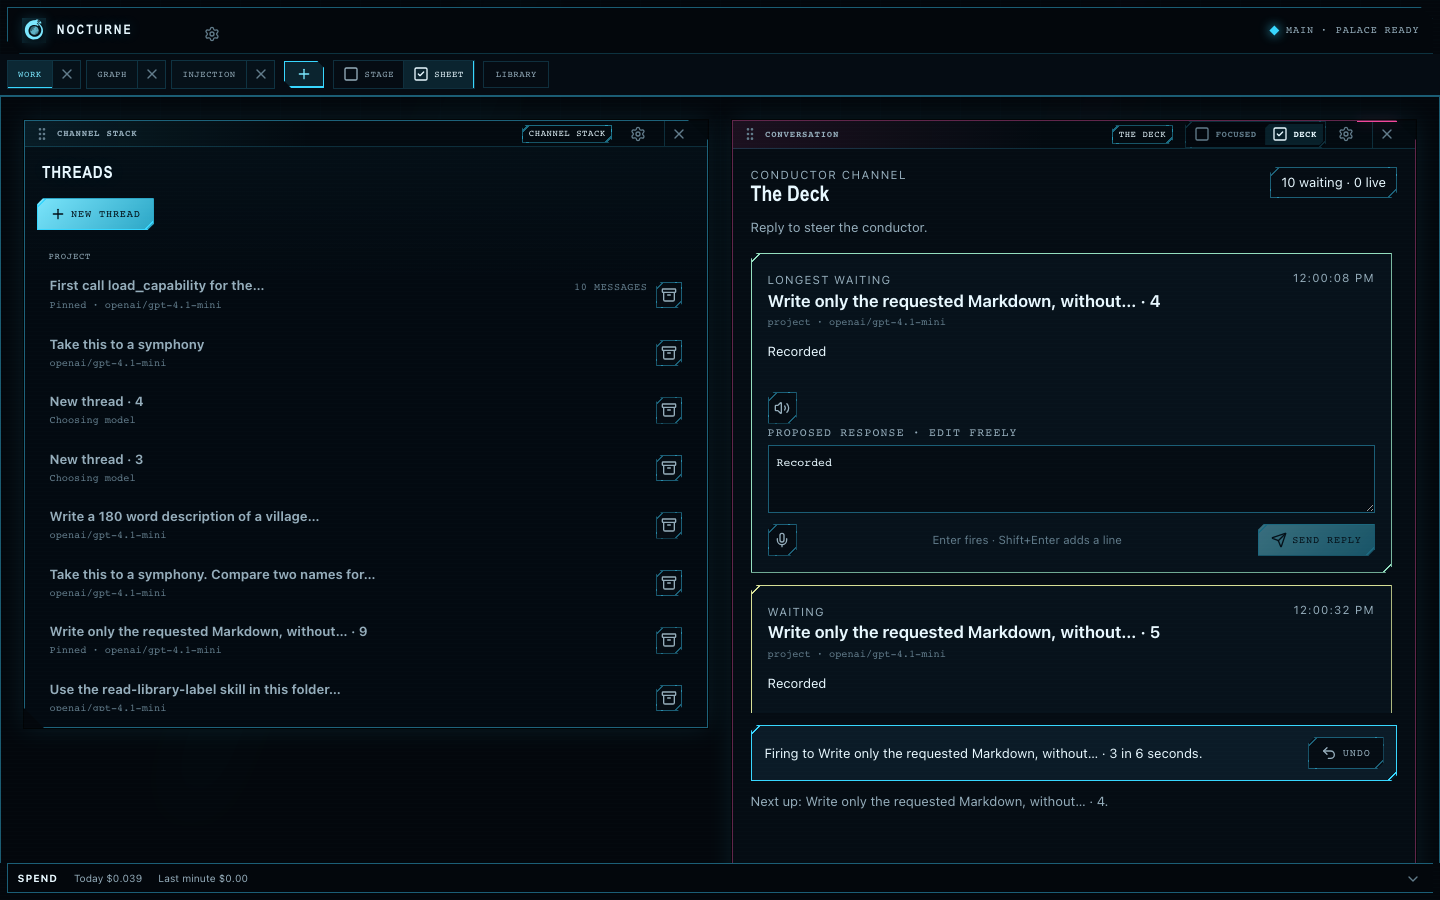 NOCTURNE
MAIN · PALACE READY
WORK
GRAPH
INJECTION
STAGE
SHEET
LIBRARY
CHANNEL STACK
CHANNEL STACK
THREADS
NEW THREAD
PROJECT
First call load_capability for the...
Pinned · openai/gpt-4.1-mini
10 MESSAGES
Take this to a symphony
openai/gpt-4.1-mini
New thread · 4
Choosing model
New thread · 3
Choosing model
Write a 180 word description of a village...
openai/gpt-4.1-mini
Take this to a symphony. Compare two names for...
openai/gpt-4.1-mini
Write only the requested Markdown, without... · 9
Pinned · openai/gpt-4.1-mini
Use the read-library-label skill in this folder...
openai/gpt-4.1-mini
CONVERSATION
THE DECK
FOCUSED
DECK
CONDUCTOR CHANNEL
The Deck
10 waiting · 0 live
Reply to steer the conductor.
LONGEST WAITING
12:00:08 PM
Write only the requested Markdown, without... · 4
project · openai/gpt-4.1-mini
Recorded
PROPOSED RESPONSE · EDIT FREELY
Recorded
Enter fires · Shift+Enter adds a line
SEND REPLY
WAITING
12:00:32 PM
Write only the requested Markdown, without... · 5
project · openai/gpt-4.1-mini
Recorded
Firing to Write only the requested Markdown, without... · 3 in 6 seconds.
UNDO
Next up: Write only the requested Markdown, without... · 4.
SPEND
Today $0.039
Last minute $0.00